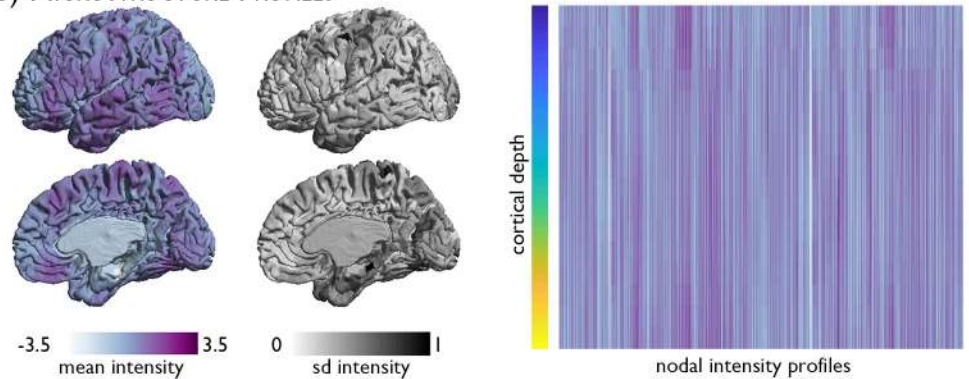 -3.5 3.5
mean intensity
0 1
sd intensity
cortical depth
nodal intensity profiles